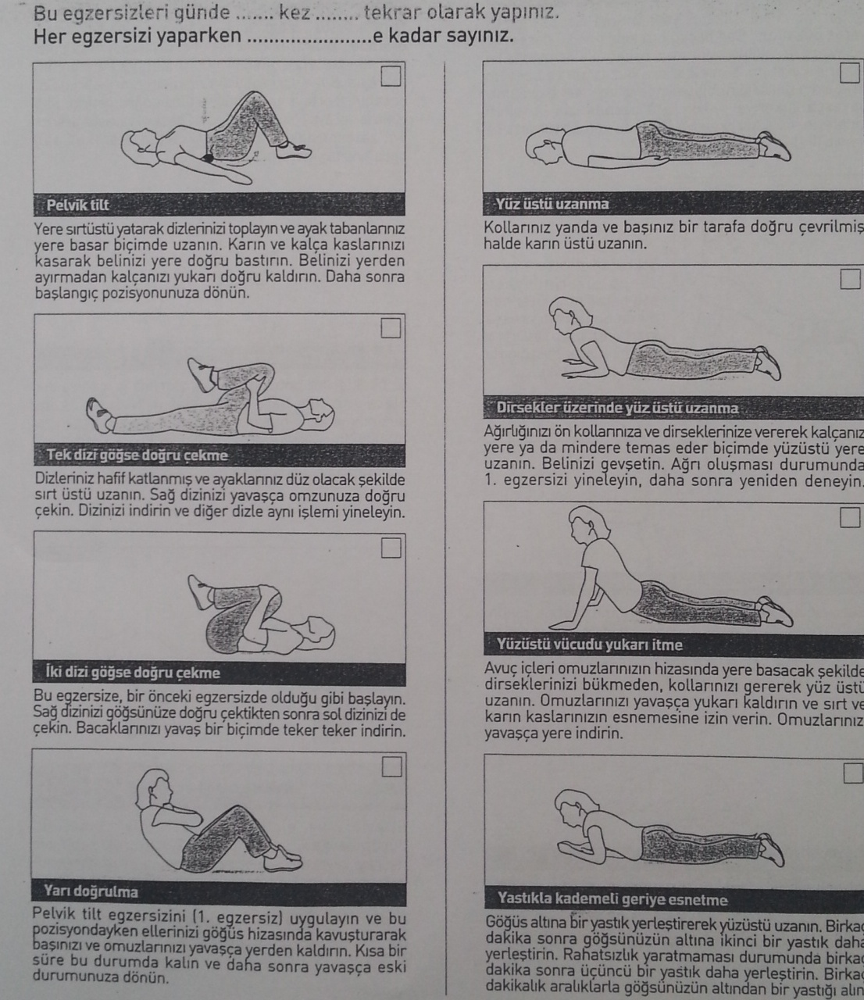 Bu egzersizleri günde ....... kez ........ tekrar olarak yapınız.
Her egzersizi yaparken .......................e kadar sayınız.
Pelvik tilt
Yere sırtüstü yatarak dizlerinizi toplayın ve ayak tabanlarınız
yere basar biçimde uzanın. Karın ve kalça kaslarınızı
kasarak belinizi yere doğru bastırın. Belinizi yerden
ayırmadan kalçanızı yukarı doğru kaldırın. Daha sonra
başlangıç pozisyonunuza dönün.
Tek dizi göğse doğru çekme
Dizleriniz hafif katlanmış ve ayaklarınız düz olacak şekilde
sırt üstü uzanın. Sağ dizinizi yavaşça omzunuza doğru
çekin. Dizinizi indirin ve diğer dizle aynı işlemi yineleyin.
İki dizi göğse doğru çekme
Bu egzersize, bir önceki egzersizde olduğu gibi başlayın.
Sağ dizinizi göğsünüze doğru çektikten sonra sol dizinizi de
çekin. Bacaklarınızı yavaş bir biçimde teker teker indirin.
Yarı doğrulma
Pelvik tilt egzersizini (1. egzersiz) uygulayın ve bu
pozisyondayken ellerinizi göğüs hizasında kavuşturarak
başınızı ve omuzlarınızı yavaşça yerden kaldırın. Kısa bir
süre bu durumda kalın ve daha sonra yavaşça eski
durumunuza dönün.
Yüz üstü uzanma
Kollarınız yanda ve başınız bir tarafa doğru çevrilmiş
halde karın üstü uzanın.
Dirsekler üzerinde yüz üstü uzanma
Ağırlığınızı ön kollarınıza ve dirseklerinize vererek kalçanız
yere ya da mindere temas eder biçimde yüzüstü yere
uzanın. Belinizi gevşetin. Ağrı oluşması durumunda
1. egzersizi yineleyin, daha sonra yeniden deneyin.
Yüzüstü vücudu yukarı itme
Avuç içleri omuzlarınızın hizasında yere basacak şekilde
dirseklerinizi bükmeden, kollarınızı gererek yüz üstü
uzanın. Omuzlarınızı yavaşça yukarı kaldırın ve sırt ve
karın kaslarınızın esnemesine izin verin. Omuzlarınız
yavaşça yere indirin.
Yastıkla kademeli geriye esnetme
Göğüs altına bir yastık yerleştirerek yüzüstü uzanın. Birkaç
dakika sonra göğsünüzün altına ikinci bir yastık daha
yerleştirin. Rahatsızlık yaratmaması durumunda birkaç
dakika sonra üçüncü bir yastık daha yerleştirin. Birkaç
dakikalık aralıklarla göğsünüzün altından bir yastığı alın